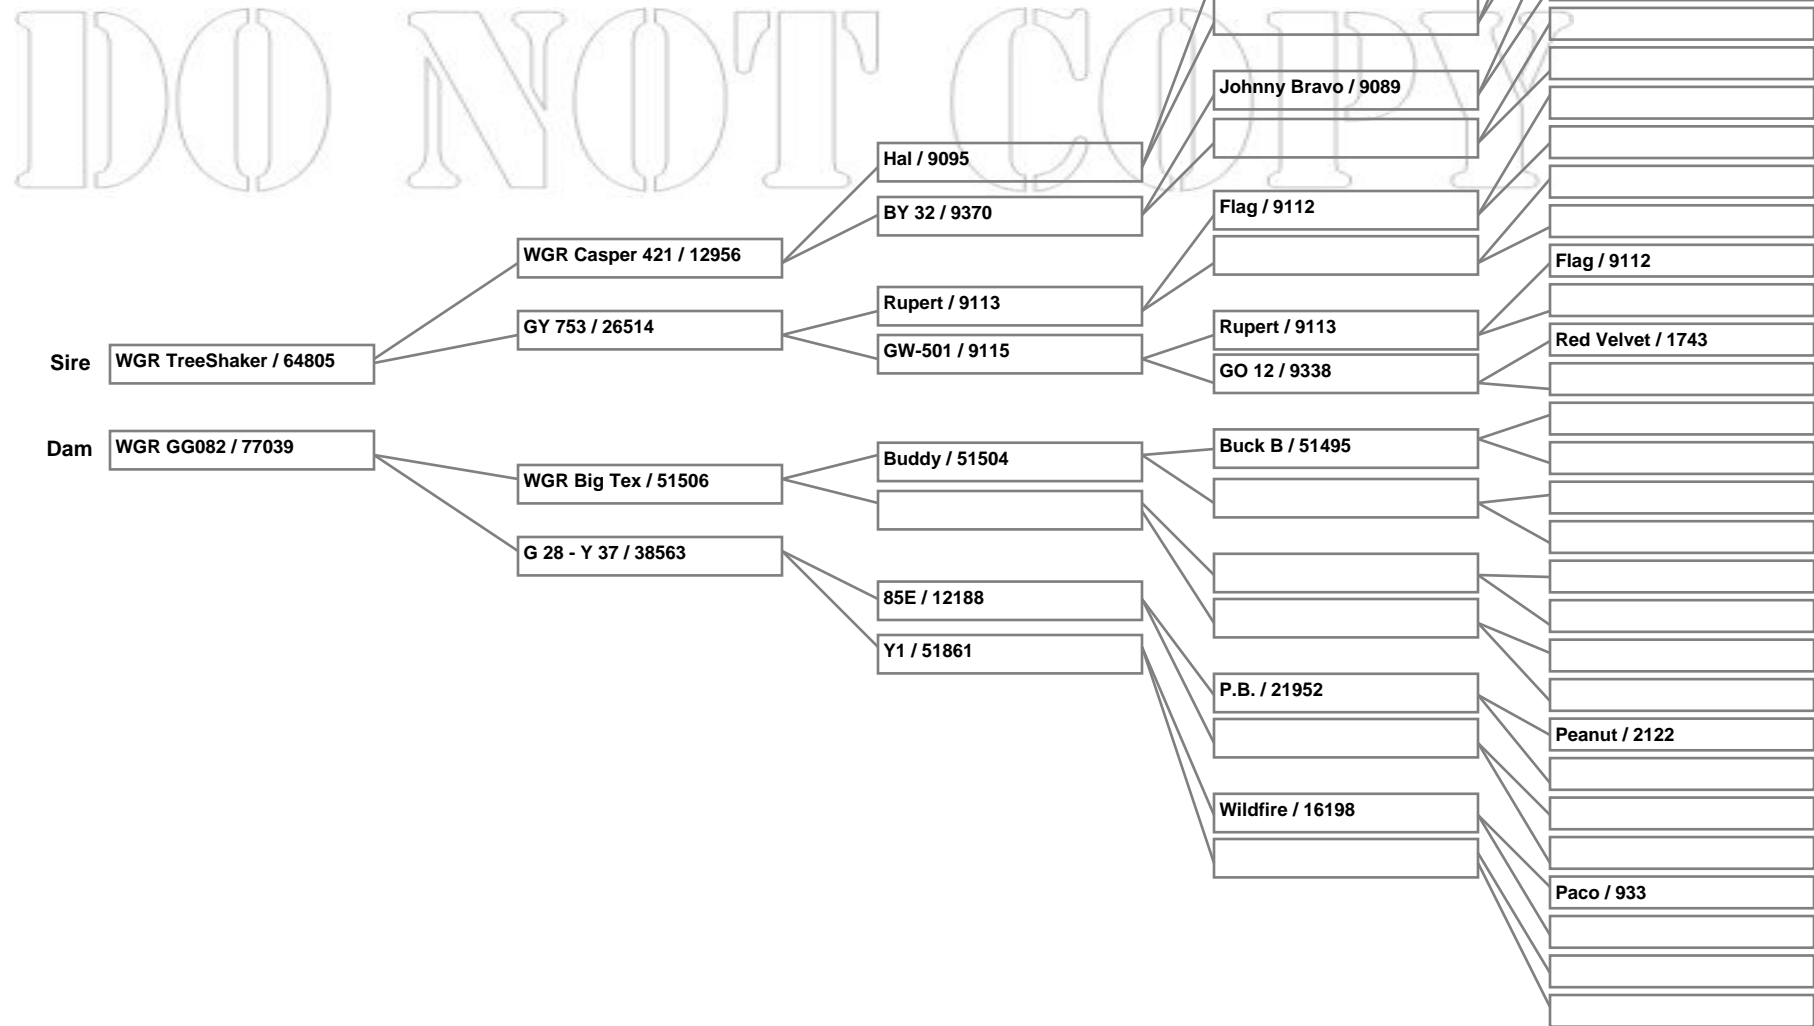 DO NOT COPY
Johnny Bravo / 9089
Hal / 9095
BY 32 / 9370
Flag / 9112
WGR Casper 421 / 12956
Flag / 9112
Rupert / 9113
GY 753 / 26514
Rupert / 9113
Red Velvet / 1743
GW-501 / 9115
Sire
WGR TreeShaker / 64805
GO 12 / 9338
Dam
WGR GG082 / 77039
Buck B / 51495
Buddy / 51504
WGR Big Tex / 51506
G 28 - Y 37 / 38563
85E / 12188
Y1 / 51861
P.B. / 21952
Peanut / 2122
Wildfire / 16198
Paco / 933